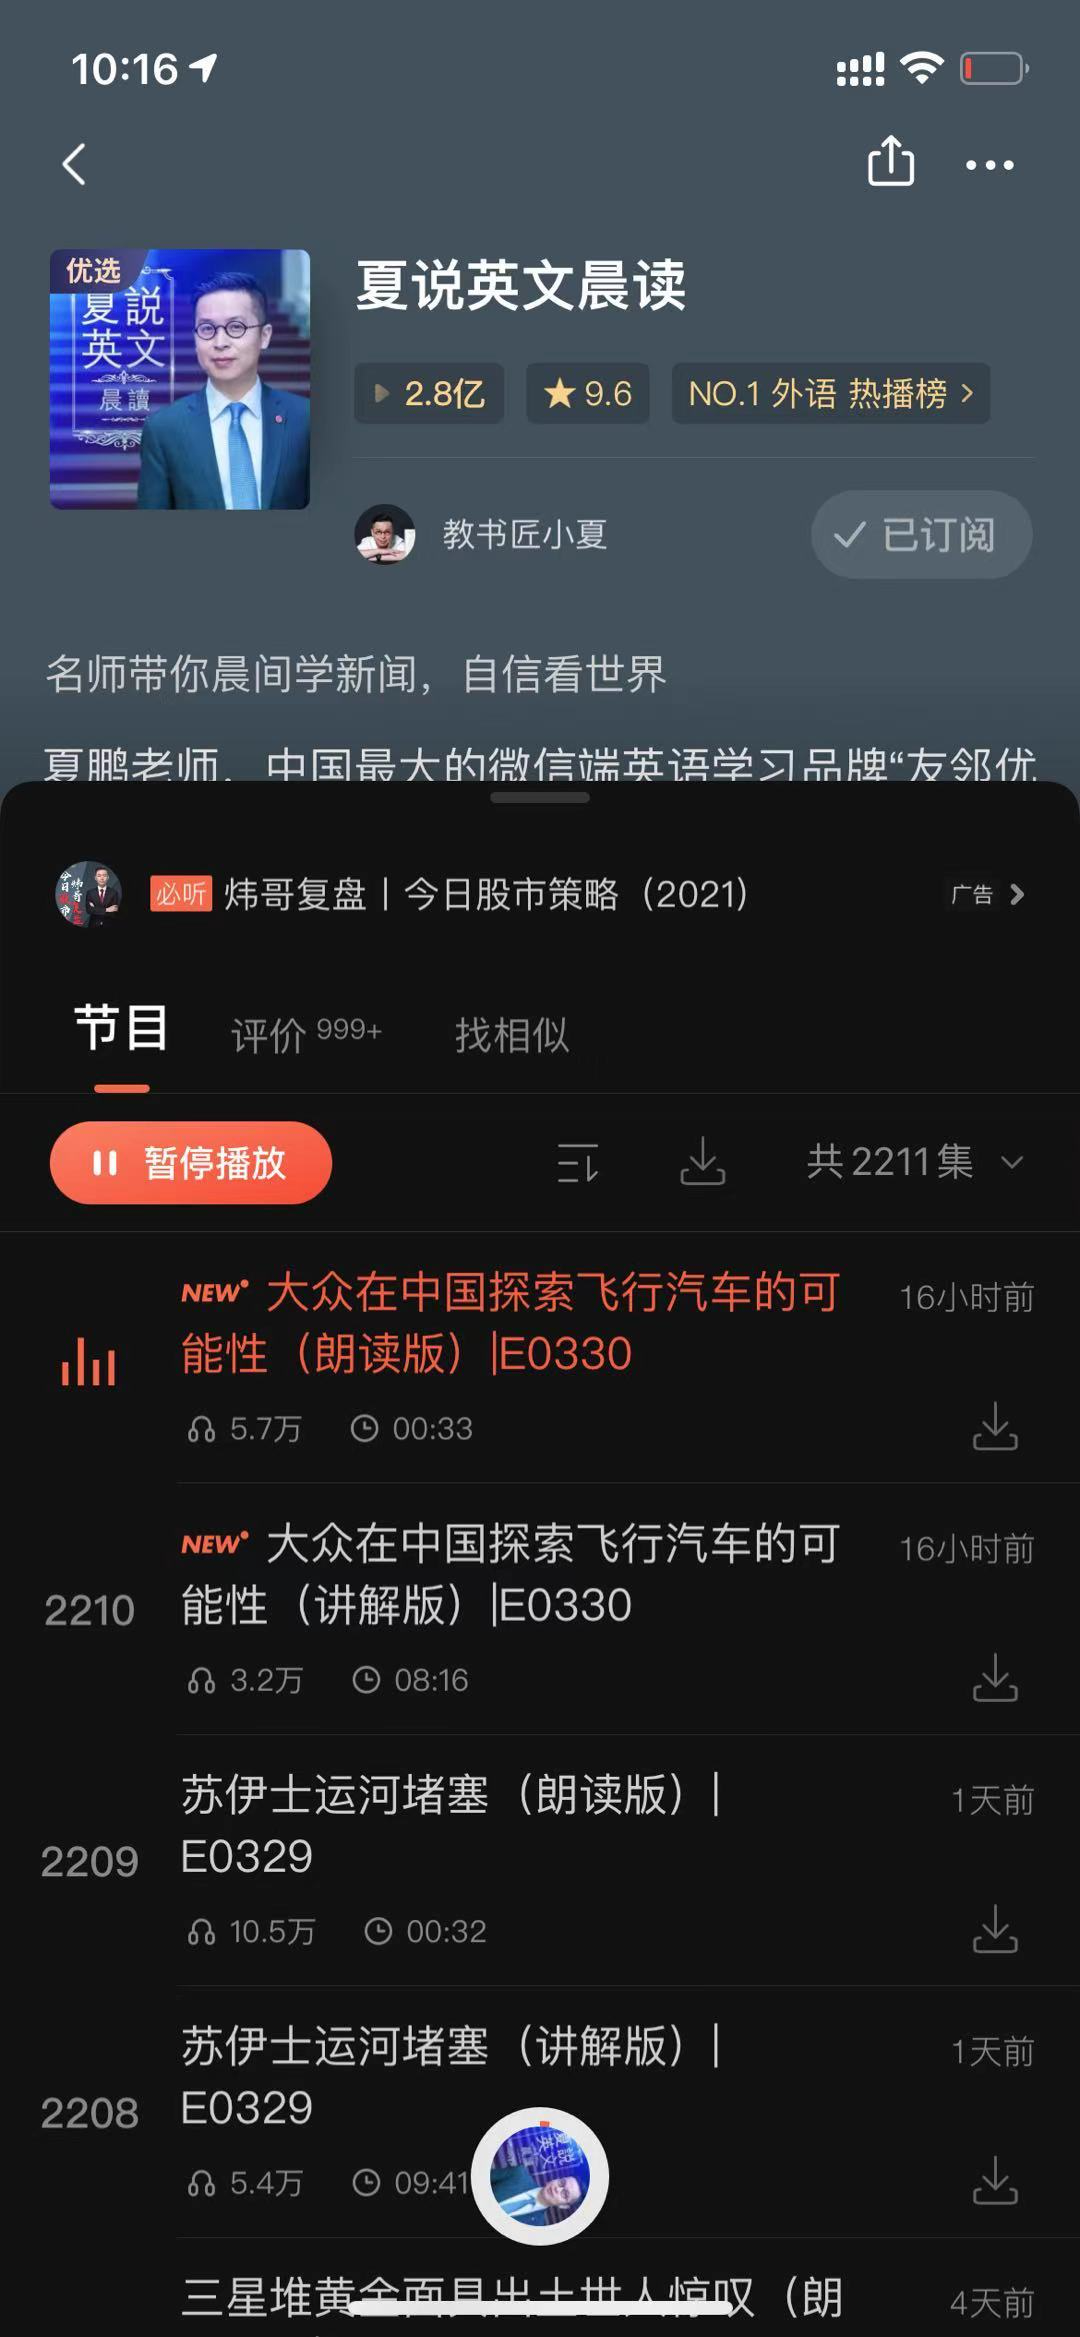 10:16
优选
夏説
英文
晨讀
夏说英文晨读
2.8亿
9.6
NO.1 外语 热播榜
教书匠小夏
已订阅
名师带你晨间学新闻，自信看世界
夏鹏老师，中国最大的微信端英语学习品牌“友邻优
必听 炜哥复盘｜今日股市策略（2021） 广告
节目 评价 999+ 找相似
暂停播放 共2211集
NEW 大众在中国探索飞行汽车的可 16小时前
能性（朗读版）|E0330
5.7万 00:33
NEW 大众在中国探索飞行汽车的可 16小时前
2210 能性（讲解版）|E0330
3.2万 08:16
苏伊士运河堵塞（朗读版）| 1天前
2209 E0329
10.5万 00:32
苏伊士运河堵塞（讲解版）| 1天前
2208 E0329
5.4万 09:41
三星堆黄金面具出土世人惊叹（朗 4天前